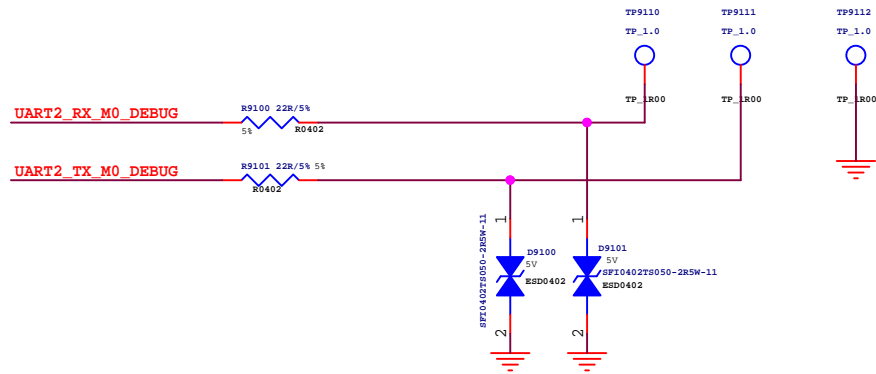 TP9110
TP9111
TP9112
TP_1.0
TP_1.0
TP_1.0
TP_1R00
TP_1R00
TP_1R00
UART2_RX_M0_DEBUG
R9100 22R/5%
5%
R0402
UART2_TX_M0_DEBUG
R9101 22R/5% 5%
R0402
1
1
SFI0402TS050-2R5W-11
D9100
5V
ESD0402
D9101
5V
SFI0402TS050-2R5W-11
ESD0402
2
2